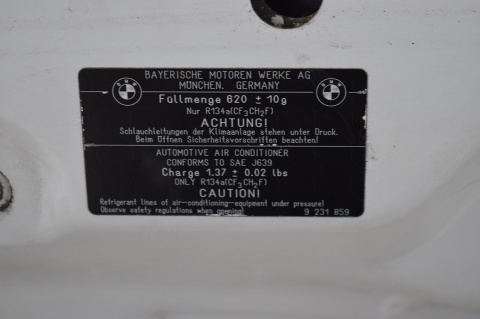 BAYERISCHE MOTOREN WERKE AG
MÜNCHEN, GERMANY
BMW BMW
Füllmenge 620 ± 10g
Nur R134a(CF₃CH₂F)
ACHTUNG!
Schlauchleitungen der Klimaanlage stehen unter Druck.
Beim Öffnen Sicherheitsvorschriften beachten!
AUTOMOTIVE AIR CONDITIONER
CONFORMS TO SAE J639
Charge 1.37 ± 0.02 lbs
ONLY R134a(CF₃CH₂F)
CAUTION!
Refrigerant lines of air-conditioning-equipment under pressure!
Observe safety regulations when opening!
9 231 859